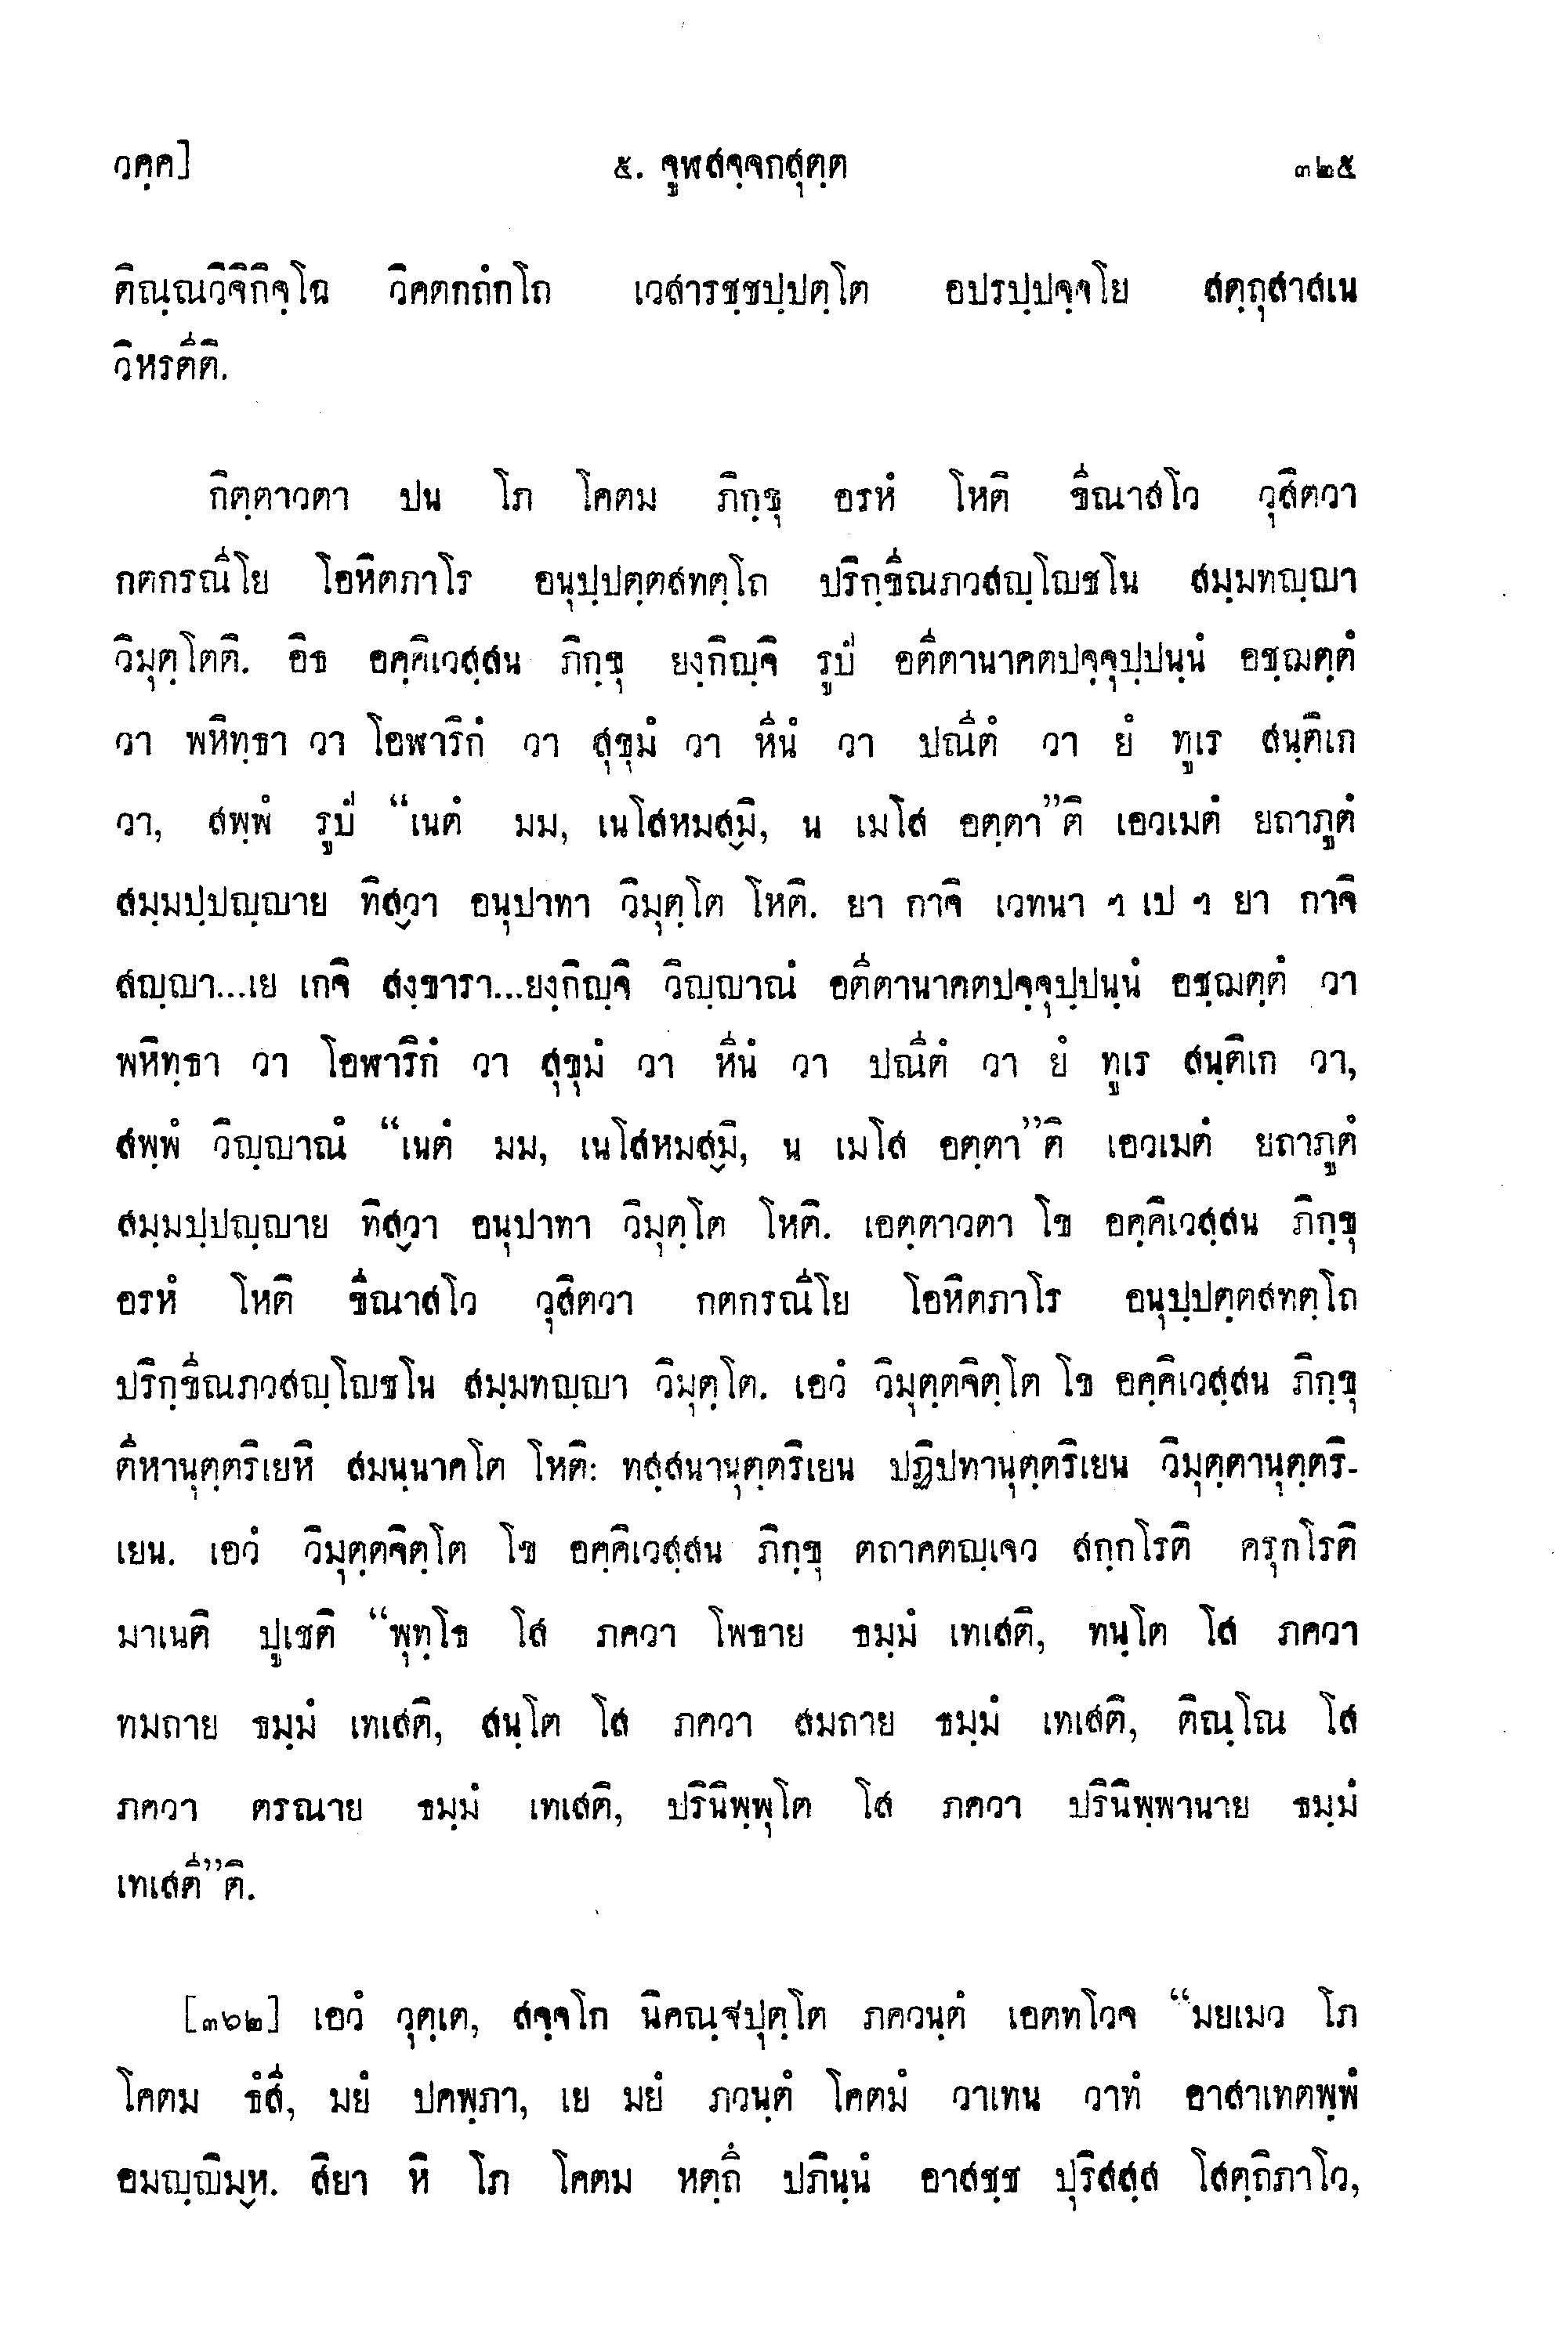 วคฺค]
๕. จูฬสจฺจกสุตฺต
๓๒๕
ติณฺณวิจิกิจฺโฉ วิคตกถํกโถ เวสารชฺชปฺปตฺโต อปรปฺปจฺจโย สตฺถุสาสเน
วิหรตีติ.
กิตฺตาวตา ปน โภ โคตม ภิกฺขุ อรหํ โหติ ขีณาสโว วุสิตวา
กตกรณีโย โอหิตภาโร อนุปฺปตฺตสทตฺโถ ปริกฺขีณภวสญฺโญชโน สมฺมทญฺญา
วิมุตฺโตติ. อิธ อคฺคิเวสฺสน ภิกฺขุ ยงฺกิญฺจิ รูปํ อตีตานาคตปจฺจุปฺปนฺนํ อชฺฌตฺตํ
วา พหิทฺธา วา โอฬาริกํ วา สุขุมํ วา หีนํ วา ปณีตํ วา ยํ ทูเร สนฺติเก
วา, สพฺพํ รูปํ “เนตํ มม, เนโสหมสฺมิ, น เมโส อตฺตา”ติ เอวเมตํ ยถาภูตํ
สมฺมปฺปญฺญาย ทิสฺวา อนุปาทา วิมุตฺโต โหติ. ยา กาจิ เวทนา ฯ เป ฯ ยา กาจิ
สญฺญา...เย เกจิ สงฺขารา...ยงฺกิญฺจิ วิญฺญาณํ อตีตานาคตปจฺจุปฺปนฺนํ อชฺฌตฺตํ วา
พหิทฺธา วา โอฬาริกํ วา สุขุมํ วา หีนํ วา ปณีตํ วา ยํ ทูเร สนฺติเก วา,
สพฺพํ วิญฺญาณํ “เนตํ มม, เนโสหมสฺมิ, น เมโส อตฺตา”ติ เอวเมตํ ยถาภูตํ
สมฺมปฺปญฺญาย ทิสฺวา อนุปาทา วิมุตฺโต โหติ. เอตฺตาวตา โข อคฺคิเวสฺสน ภิกฺขุ
อรหํ โหติ ขีณาสโว วุสิตวา กตกรณีโย โอหิตภาโร อนุปฺปตฺตสทตฺโถ
ปริกฺขีณภวสญฺโญชโน สมฺมทญฺญา วิมุตฺโต. เอวํ วิมุตฺตจิตฺโต โข อคฺคิเวสฺสน ภิกฺขุ
ตีหานุตฺตริเยหิ สมนฺนาคโต โหติ: ทสฺสนานุตฺตริเยน ปฏิปทานุตฺตริเยน วิมุตฺตานุตฺตริ-
เยน. เอวํ วิมุตฺตจิตฺโต โข อคฺคิเวสฺสน ภิกฺขุ ตถาคตญฺเจว สกฺกโรติ ครุกโรติ
มาเนติ ปูเชติ “พุทฺโธ โส ภควา โพธาย ธมฺมํ เทเสติ, ทนฺโต โส ภควา
ทมถาย ธมฺมํ เทเสติ, สนฺโต โส ภควา สมถาย ธมฺมํ เทเสติ, ติณฺโณ โส
ภควา ตรณาย ธมฺมํ เทเสติ, ปรินิพฺพุโต โส ภควา ปรินิพฺพานาย ธมฺมํ
เทเสตี”ติ.
[๓๖๒] เอวํ วุตฺเต, สจฺจโก นิคณฺฐปุตฺโต ภควนฺตํ เอตทโวจ “มยเมว โภ
โคตม ธํสี, มยํ ปคพฺภา, เย มยํ ภวนฺตํ โคตมํ วาเทน วาทํ อาสาเทตพฺพํ
อมญฺญิมฺห. สิยา หิ โภ โคตม หตฺถึ ปภินฺนํ อาสชฺช ปุริสสฺส โสตฺถิภาโว,